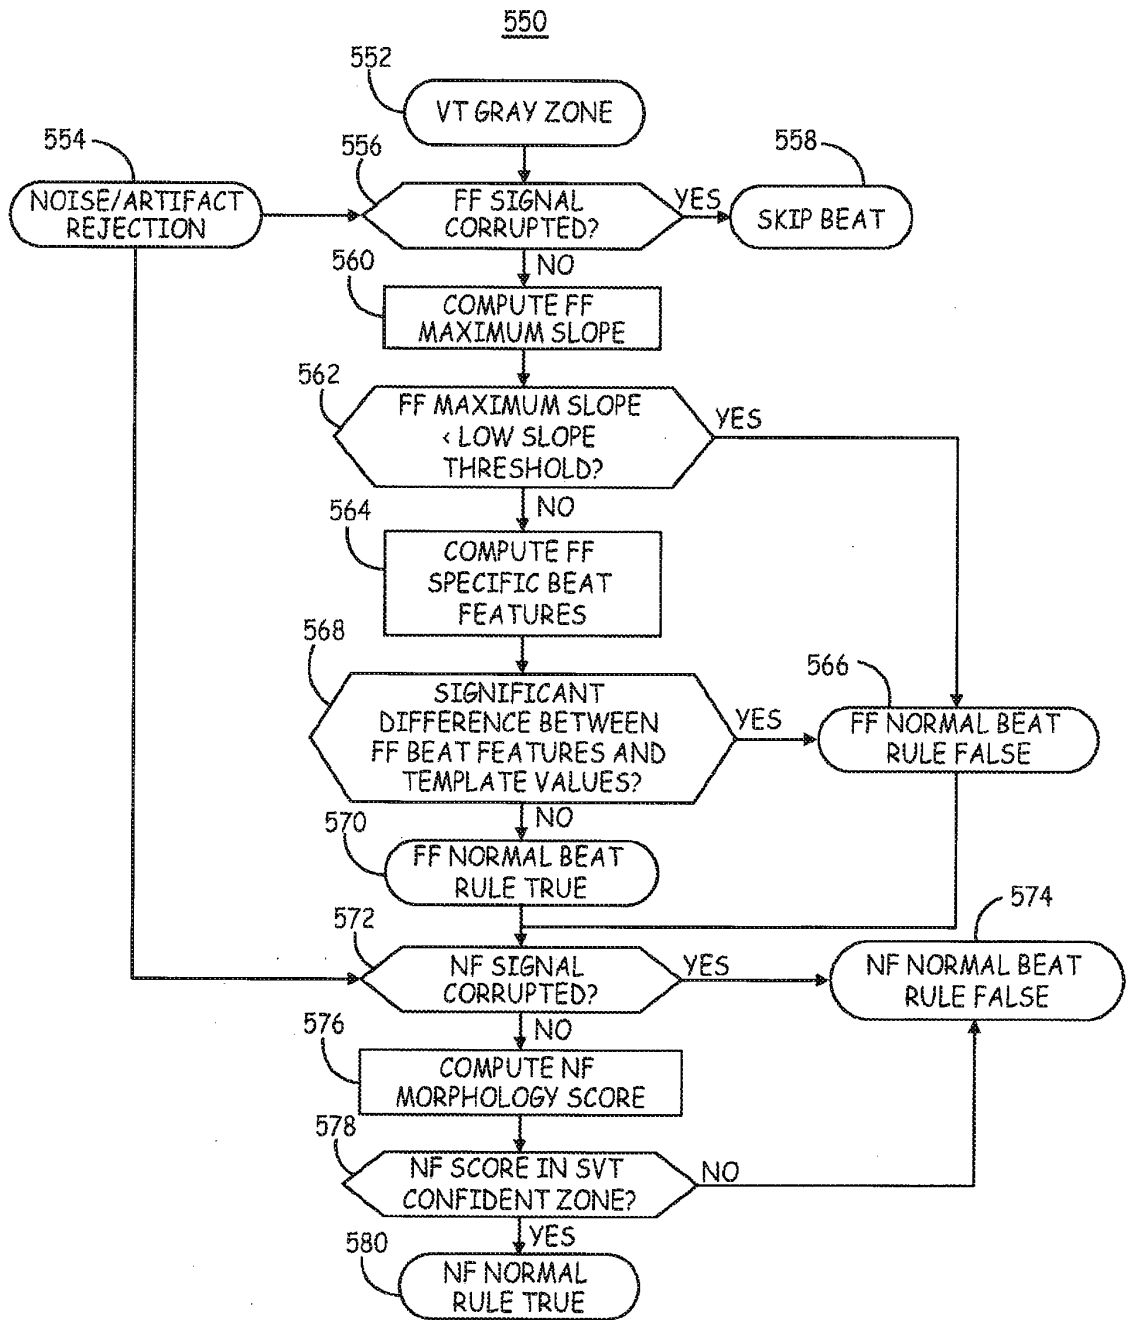 550
552
VT GRAY ZONE
554
NOISE/ARTIFACT
REJECTION
556
FF SIGNAL
CORRUPTED?
YES
558
SKIP BEAT
NO
560
COMPUTE FF
MAXIMUM SLOPE
562
FF MAXIMUM SLOPE
< LOW SLOPE
THRESHOLD?
YES
NO
564
COMPUTE FF
SPECIFIC BEAT
FEATURES
568
SIGNIFICANT
DIFFERENCE BETWEEN
FF BEAT FEATURES AND
TEMPLATE VALUES?
YES
566
FF NORMAL BEAT
RULE FALSE
NO
570
FF NORMAL BEAT
RULE TRUE
572
NF SIGNAL
CORRUPTED?
YES
574
NF NORMAL BEAT
RULE FALSE
NO
576
COMPUTE NF
MORPHOLOGY SCORE
578
NF SCORE IN SVT
CONFIDENT ZONE?
NO
YES
580
NF NORMAL
RULE TRUE